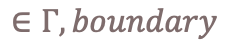 ∈ Γ, boundary